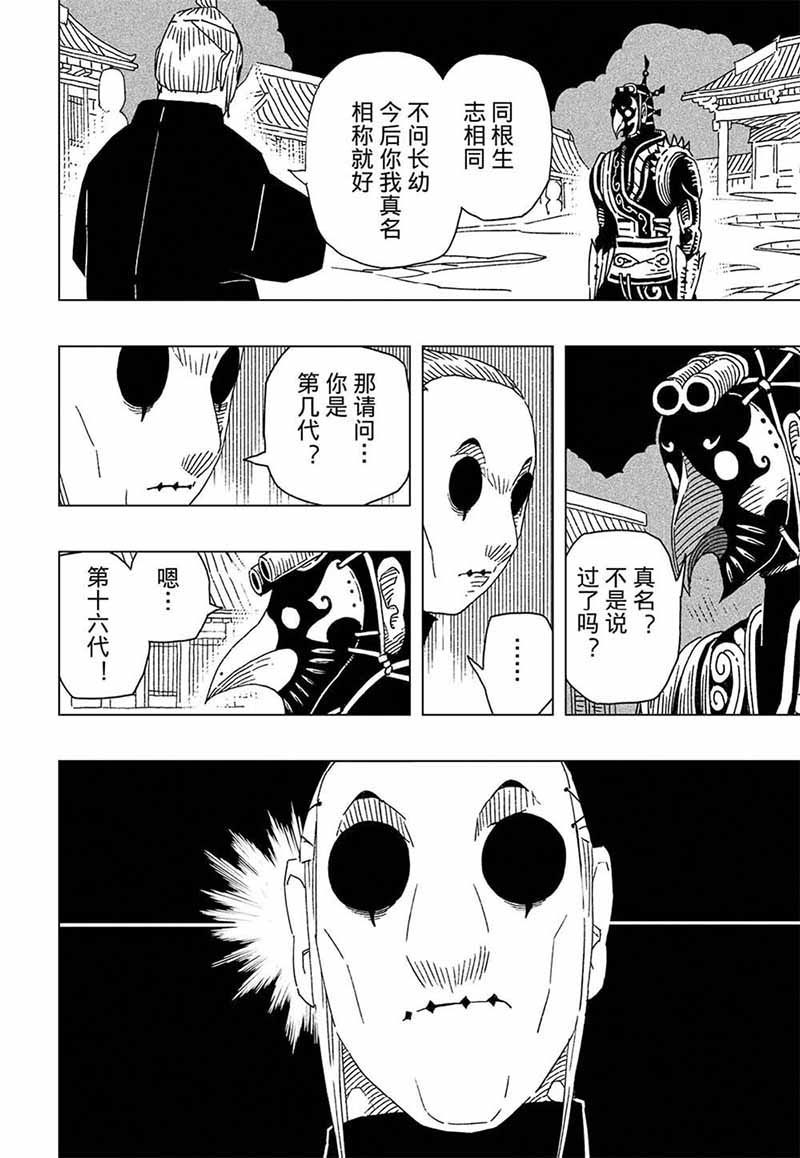 同根生
志相同
不问长幼
今后你我真名
相称就好
真名？
不是说
过了吗？
……
那请问…
你是
第几代？
嗯…
第十六代！